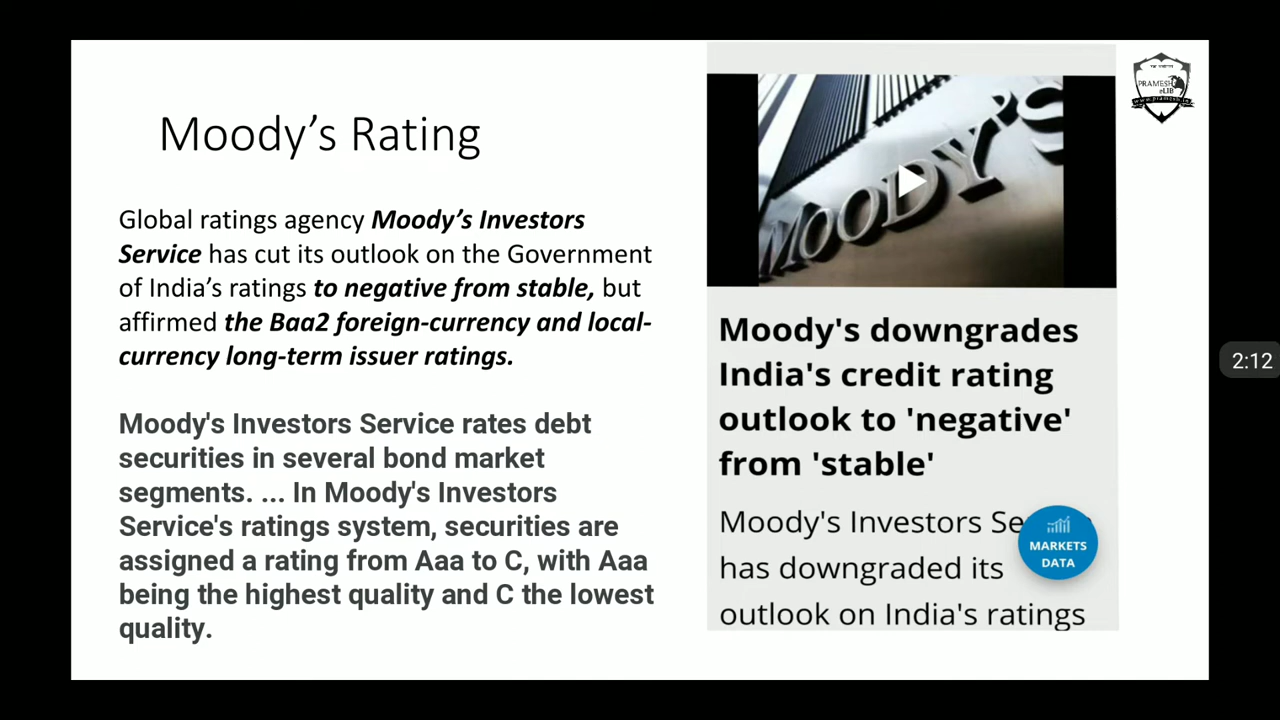 Moody's Rating
Global ratings agency Moody's Investors
Service has cut its outlook on the Government
of India's ratings to negative from stable, but
affirmed the Baa2 foreign-currency and local-
currency long-term issuer ratings.
Moody's Investors Service rates debt
securities in several bond market
segments. ... In Moody's Investors
Service's ratings system, securities are
assigned a rating from Aaa to C, with Aaa
being the highest quality and C the lowest
quality.
MOODY'S
Moody's downgrades
India's credit rating
outlook to 'negative'
from 'stable'
Moody's Investors Se
has downgraded its
outlook on India's ratings
MARKETS
DATA
PRAMESH
eLIB
2:12